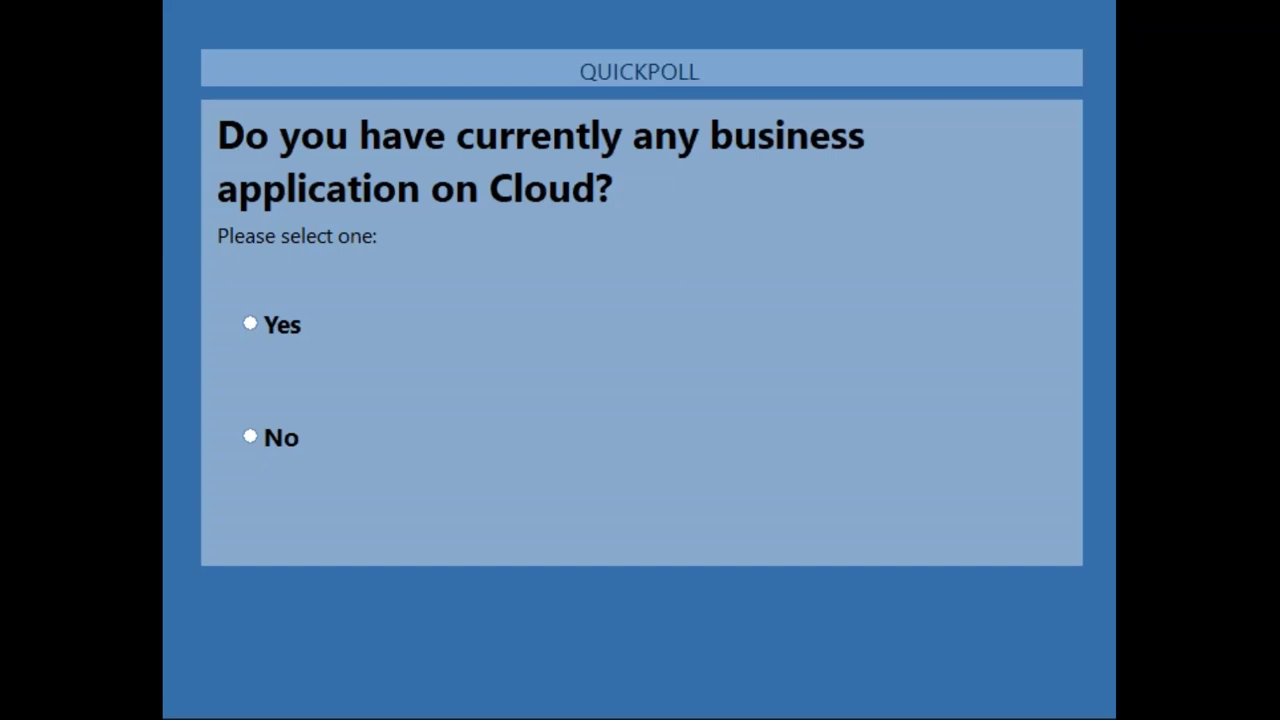 QUICKPOLL
Do you have currently any business
application on Cloud?
Please select one:
Yes
No